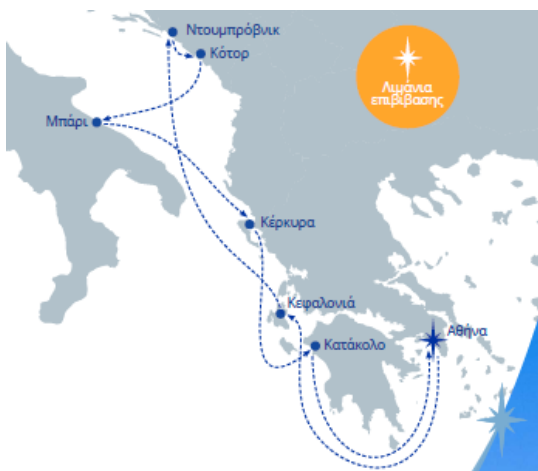 Ντουμπρόβνικ
Κότορ
Λιμάνια
επιβίβασης
Μπάρι
Κέρκυρα
Κεφαλονιά
Αθήνα
Κατάκολο